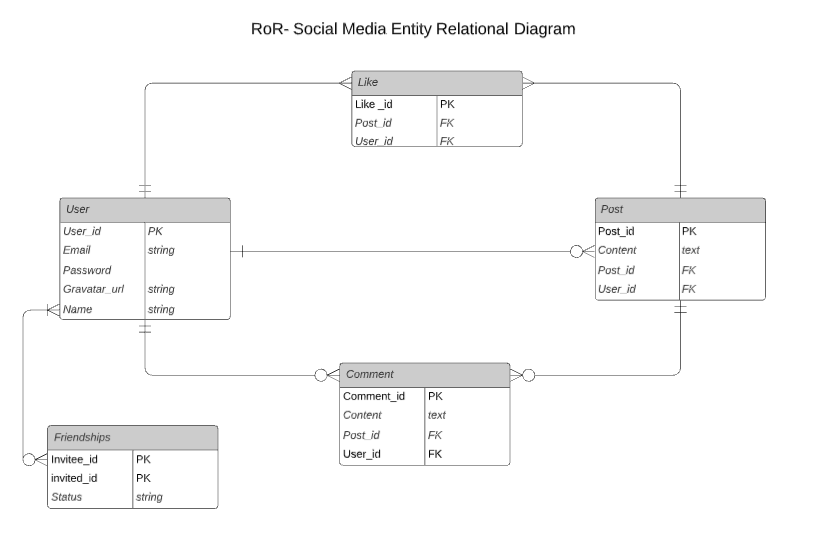 RoR- Social Media Entity Relational Diagram
Like
Like _id PK
Post_id FK
User_id FK
User
User_id PK
Email string
Password
Gravatar_url string
Name string
Post
Post_id PK
Content text
Post_id FK
User_id FK
Comment
Comment_id PK
Content text
Post_id FK
User_id FK
Friendships
Invitee_id PK
invited_id PK
Status string